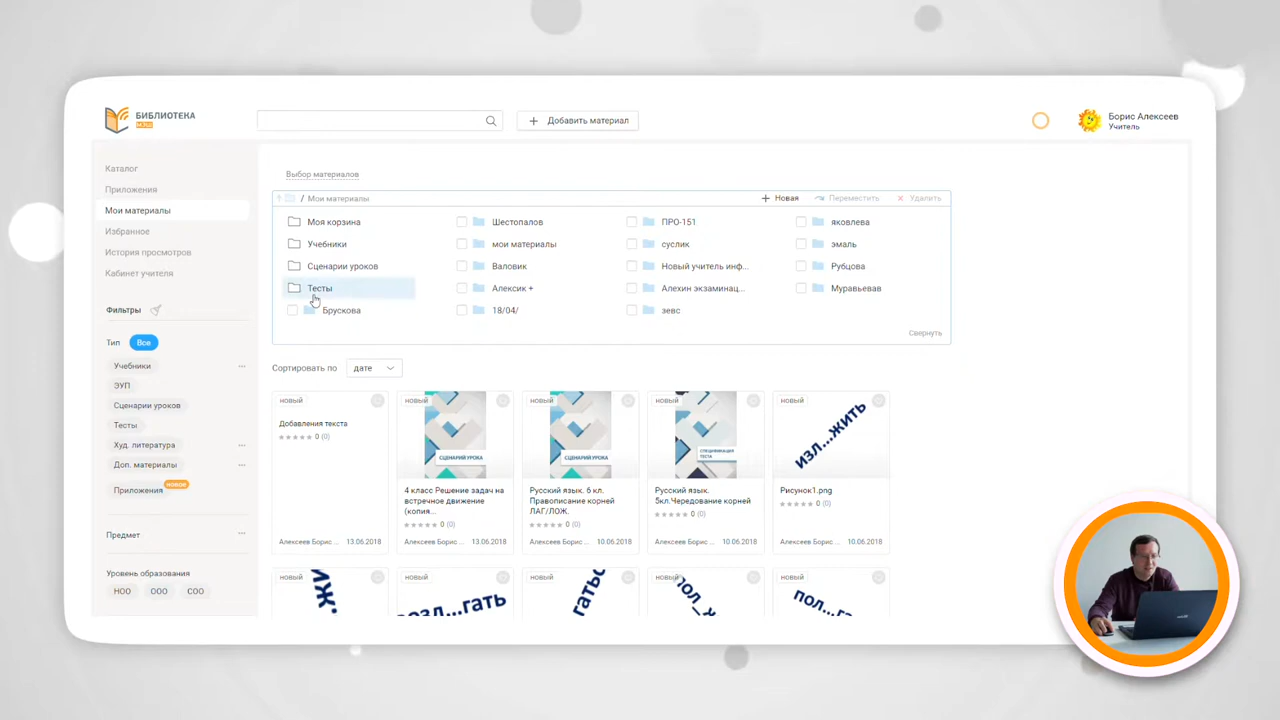 БИБЛИОТЕКА
МЭШ
Добавить материал
Борис Алексеев
Учитель
Каталог
Приложения
Мои материалы
Избранное
История просмотров
Кабинет учителя
Фильтры
Тип Все
Учебники
ЭУП
Сценарии уроков
Тесты
Худ. литература
Доп. материалы
Приложения новое
Предмет
Уровень образования
НОО ООО СОО
Выбор материалов
/ Мои материалы
Новая Переместить Удалить
Моя корзина Шестопалов ПРО-151 яковлева
Учебники мои материалы суслик эмаль
Сценарии уроков Валовик Новый учитель инф... Рубцова
Тесты Алексик + Алехин экзаминац... Муравьевав
Брускова 18/04/ зевс
Свернуть
Сортировать по дате
новый новый новый новый новый
Добавления текста
0 (0)
СЦЕНАРИЙ УРОКА
4 класс Решение задач на
встречное движение
(копия...
0 (0)
СЦЕНАРИЙ УРОКА
Русский язык. 6 кл.
Правописание корней
ЛАГ/ЛОЖ.
0 (0)
СПЕЦИФИКАЦИЯ
ТЕСТА
Русский язык.
5кл.Чередование корней
0 (0)
ИЗЛ...ЖИТЬ
Рисунок1.png
0 (0)
Алексеев Борис ... 13.06.2018
Алексеев Борис ... 13.06.2018
Алексеев Борис ... 10.06.2018
Алексеев Борис ... 10.06.2018
Алексеев Борис ... 10.06.2018
новый новый новый новый новый